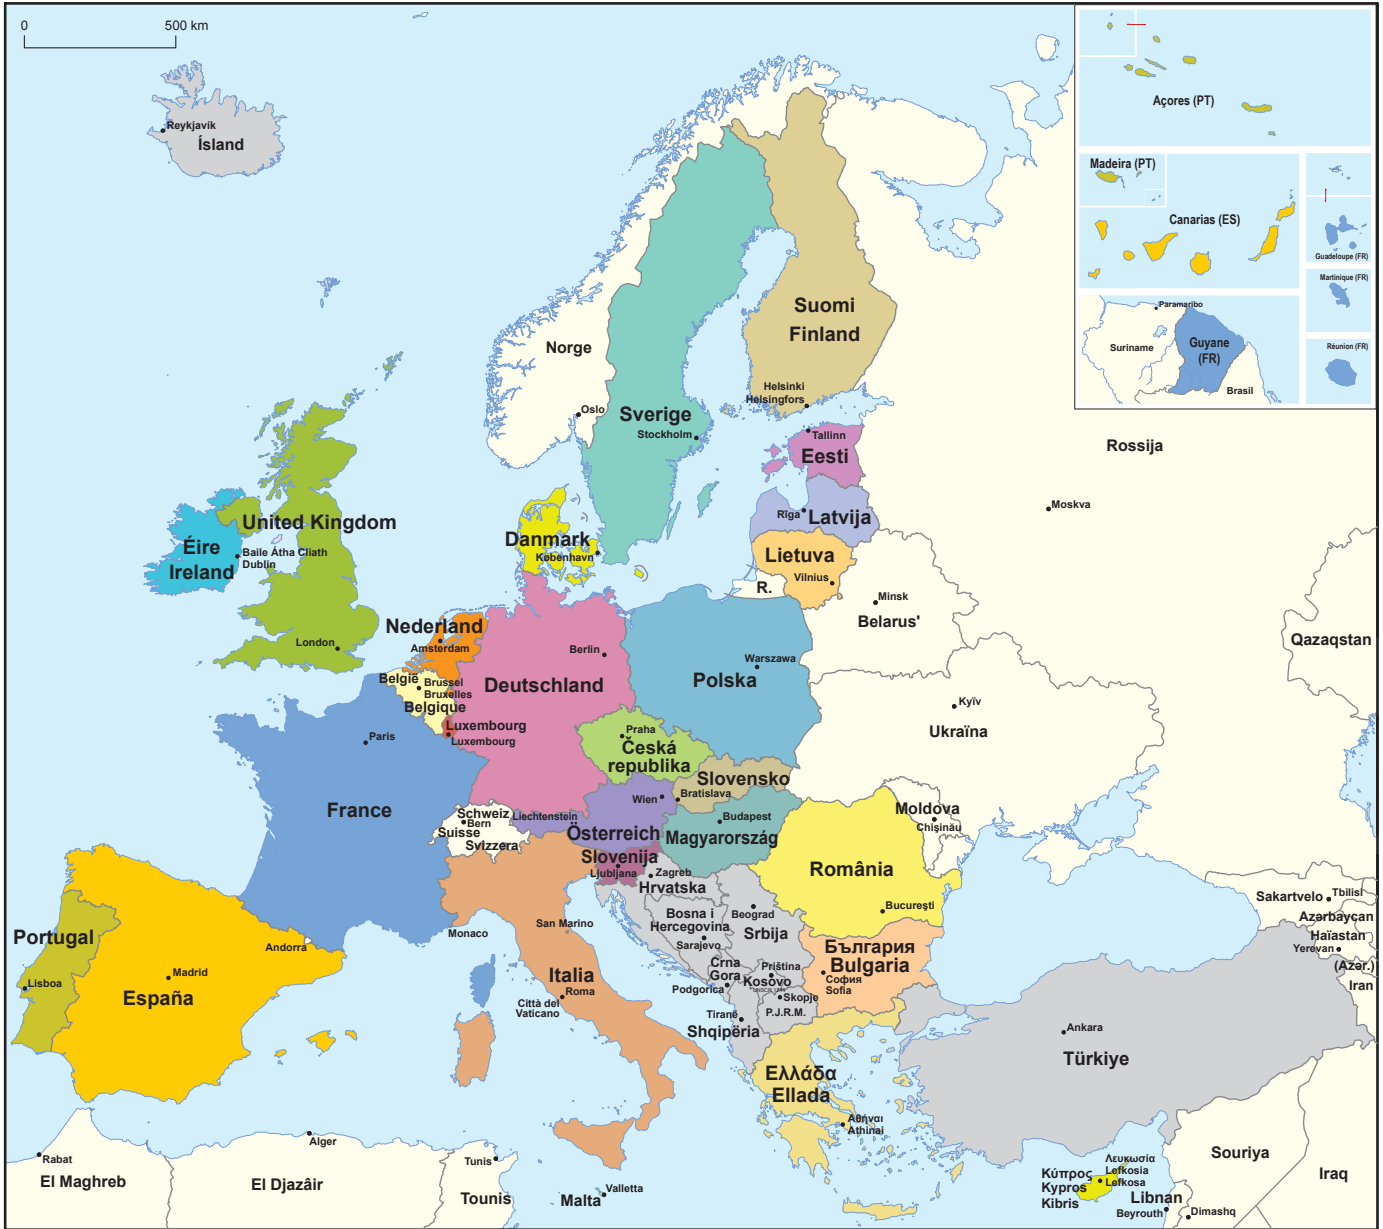 0
500 km
Reykjavík
Ísland
Açores (PT)
Madeira (PT)
Canarias (ES)
Guadeloupe (FR)
Martinique (FR)
Paramaribo
Suriname
Guyane
(FR)
Brasil
Réunion (FR)
Suomi
Finland
Norge
Helsinki
Helsingfors
Oslo
Sverige
Stockholm
Tallinn
Eesti
Rossija
Moskva
Rīga
Latvija
United Kingdom
Éire
Ireland
Baile Átha Cliath
Dublin
Danmark
København
Lietuva
Vilnius
R.
Minsk
Belarus'
Qazaqstan
Nederland
Amsterdam
London
Berlin
Deutschland
Warszawa
Polska
België
Brussel
Bruxelles
Belgique
Luxembourg
Luxembourg
Kyïv
Ukraïna
Paris
Praha
Česká
republika
Slovensko
Bratislava
Wien
France
Schweiz
Bern
Suisse
Svizzera
Liechtenstein
Österreich
Budapest
Magyarország
Moldova
Chişinău
Slovenija
Ljubljana
Zagreb
Hrvatska
România
Bucureşti
Sakartvelo
Tbilisi
Azərbaycan
Haïastan
Yerevan
(Azər.)
Iran
Portugal
Lisboa
Madrid
España
Andorra
Monaco
San Marino
Italia
Roma
Città del
Vaticano
Bosna i
Hercegovina
Sarajevo
Beograd
Srbija
Crna
Gora
Podgorica
Priština
Kosovo
UNSCR 1244
Skopje
P.J.R.M.
Tiranë
Shqipëria
България
Bulgaria
София
Sofia
Ankara
Türkiye
Ελλάδα
Ellada
Αθήναι
Athinai
Rabat
El Maghreb
Alger
El Djazâir
Tunis
Tounis
Malta
Valletta
Κύπρος
Kypros
Kibris
Λευκωσία
Lefkosia
Lefkosa
Souriya
Iraq
Libnan
Beyrouth
Dimashq